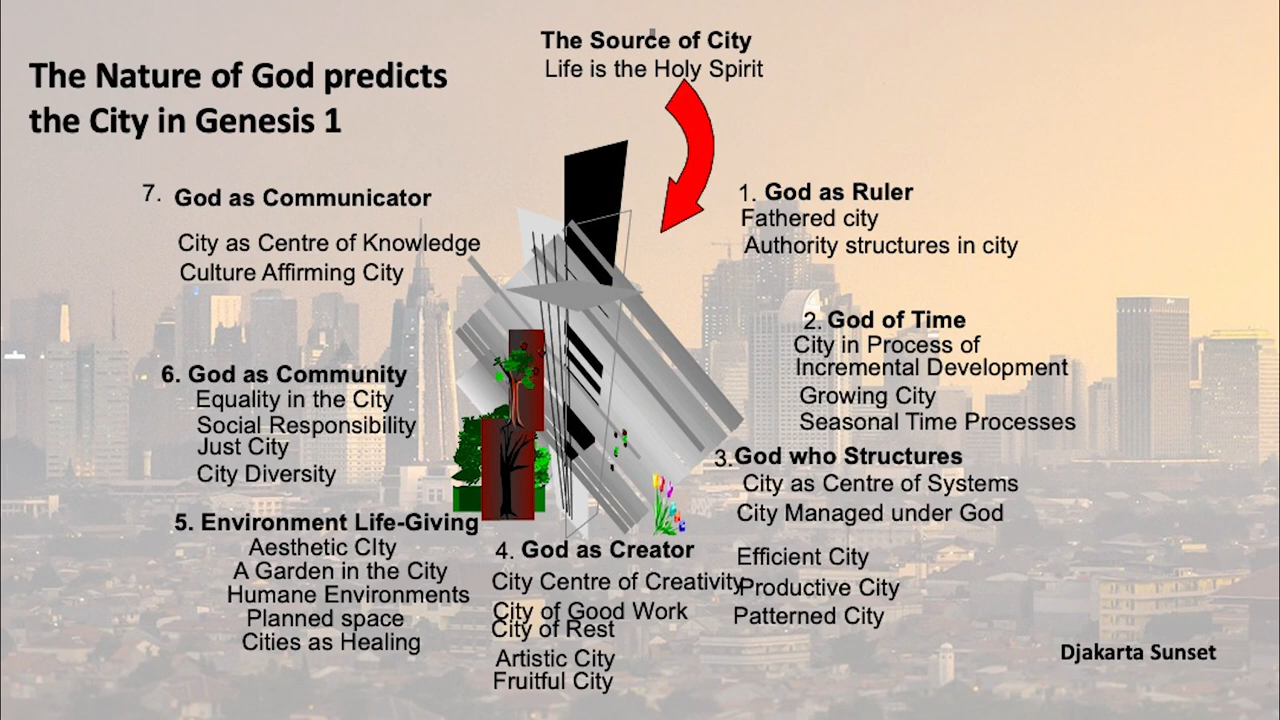 The Nature of God predicts
the City in Genesis 1
The Source of City
Life is the Holy Spirit
1. God as Ruler
Fathered city
Authority structures in city
2. God of Time
City in Process of
Incremental Development
Growing City
Seasonal Time Processes
3. God who Structures
City as Centre of Systems
City Managed under God
Efficient City
Productive City
Patterned City
4. God as Creator
City Centre of Creativity
City of Good Work
City of Rest
Artistic City
Fruitful City
5. Environment Life-Giving
Aesthetic CIty
A Garden in the City
Humane Environments
Planned space
Cities as Healing
6. God as Community
Equality in the City
Social Responsibility
Just City
City Diversity
7. God as Communicator
City as Centre of Knowledge
Culture Affirming City
Djakarta Sunset